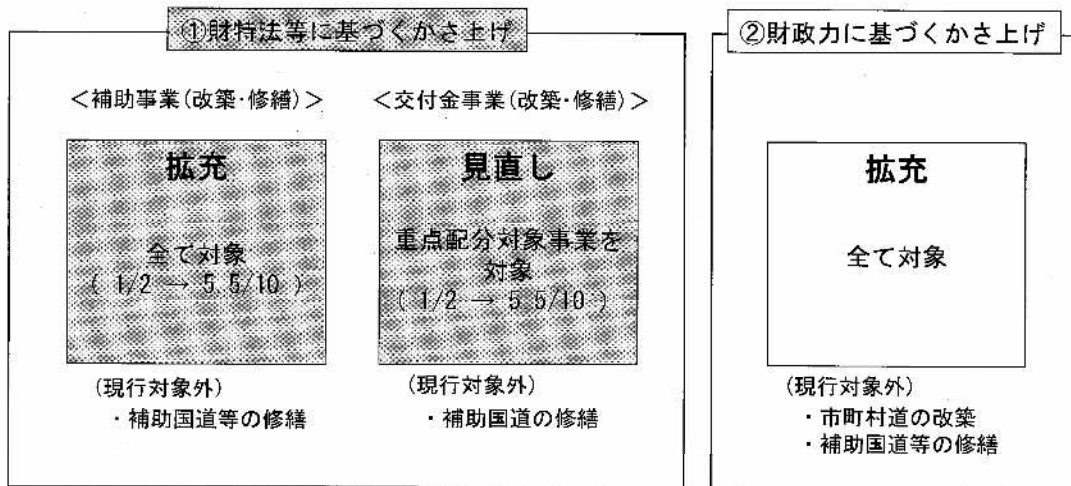 ①財特法等に基づくかさ上げ
＜補助事業(改築・修繕)＞
拡充
全て対象
( 1/2 → 5.5/10 )
(現行対象外)
・補助国道等の修繕
＜交付金事業(改築・修繕)＞
見直し
重点配分対象事業を
対象
( 1/2 → 5.5/10 )
(現行対象外)
・補助国道の修繕
②財政力に基づくかさ上げ
拡充
全て対象
(現行対象外)
・市町村道の改築
・補助国道等の修繕